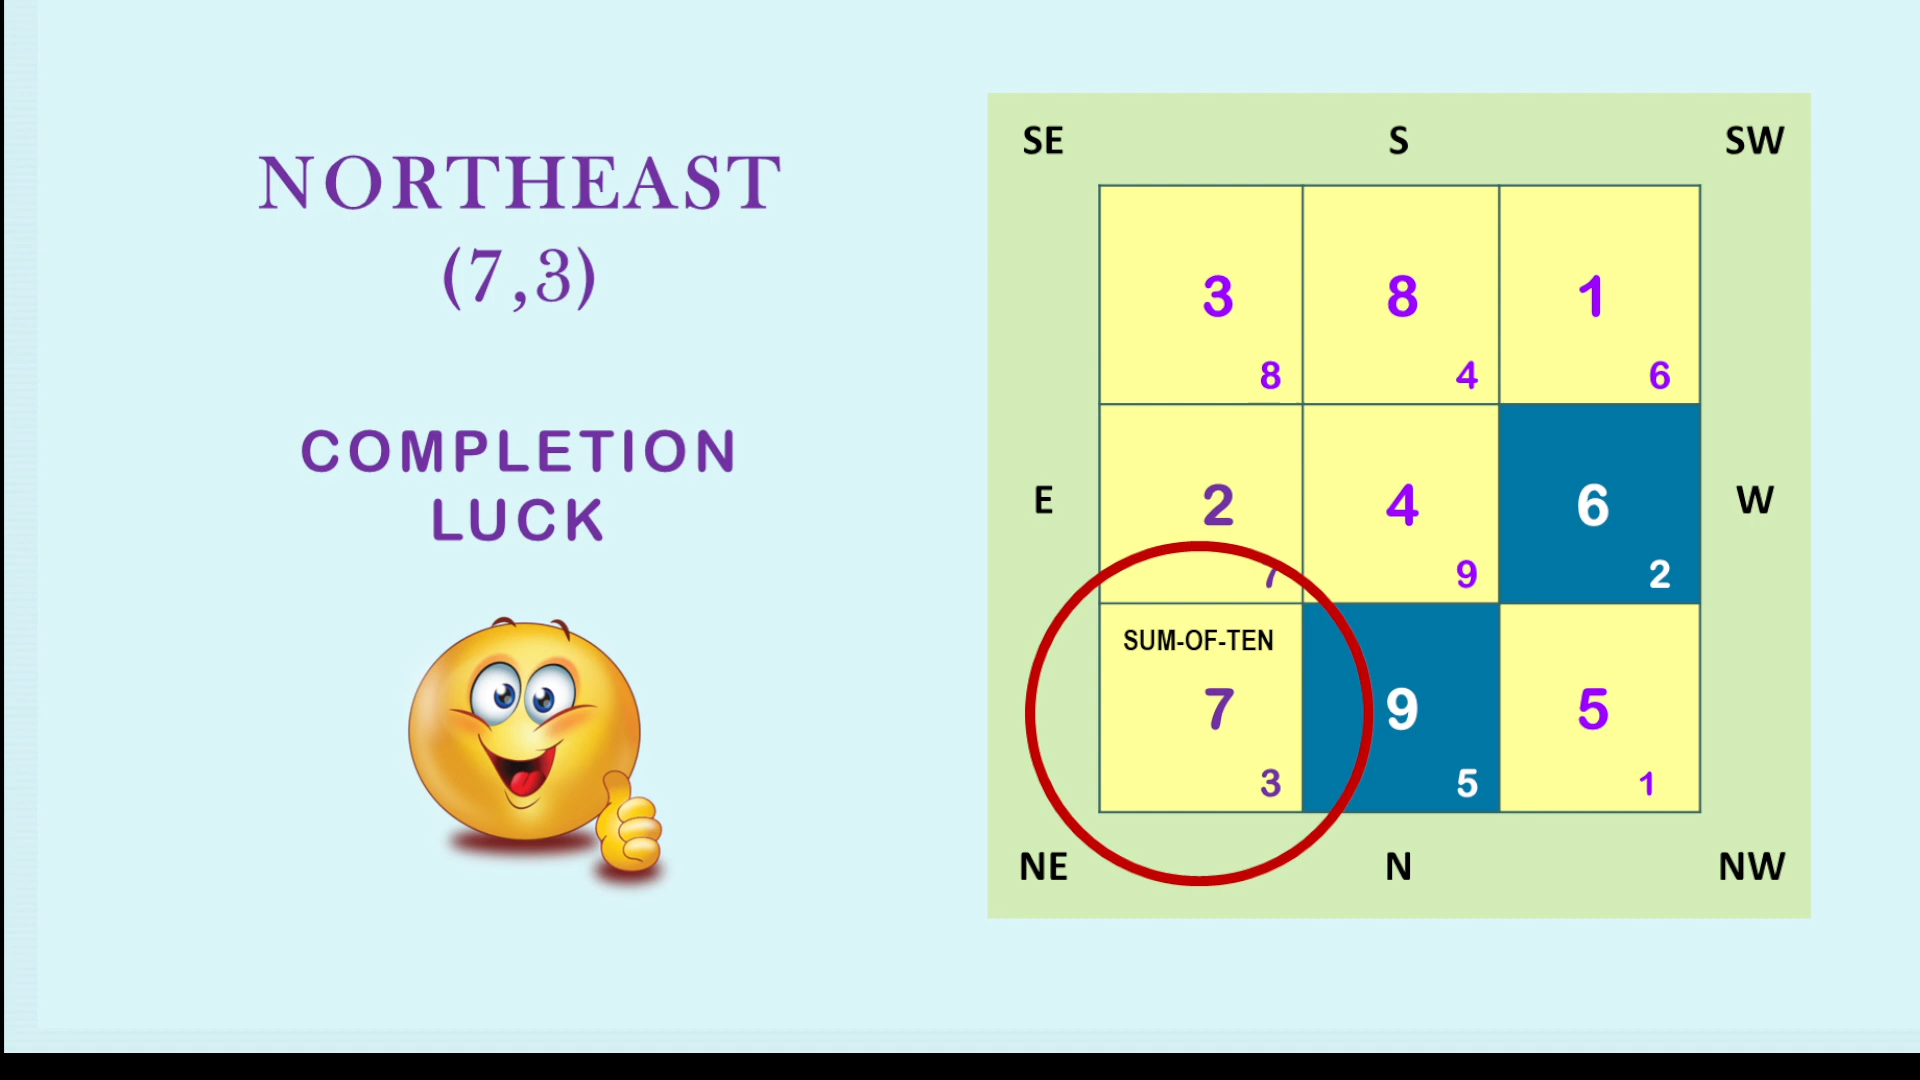 NORTHEAST
(7,3)
COMPLETION
LUCK
SE S SW
3 8 1
8 4 6
E 2 4 6 W
7 9 2
SUM-OF-TEN
7 9 5
3 5 1
NE N NW